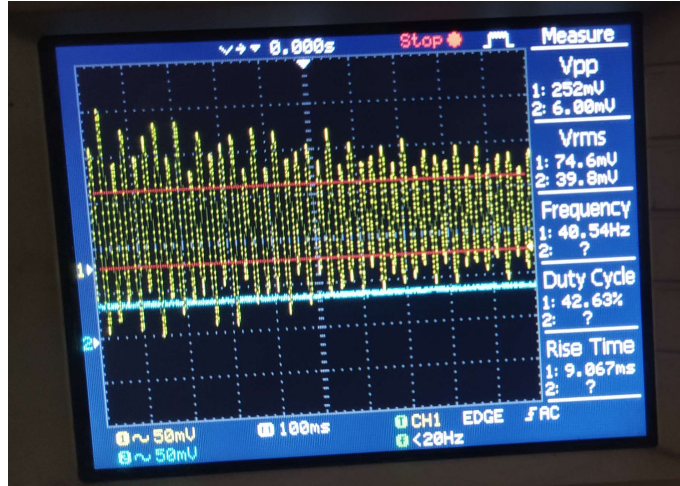 0.000s Stop Measure
Vpp
1: 252mV
2: 6.00mV
Vrms
1: 74.6mV
2: 39.8mV
Frequency
1: 40.54Hz
2: ?
Duty Cycle
1: 42.63%
2: ?
Rise Time
1: 9.067ms
2: ?
1
2
1 ~ 50mV 100ms T CH1 EDGE AC
2 ~ 50mV <20Hz